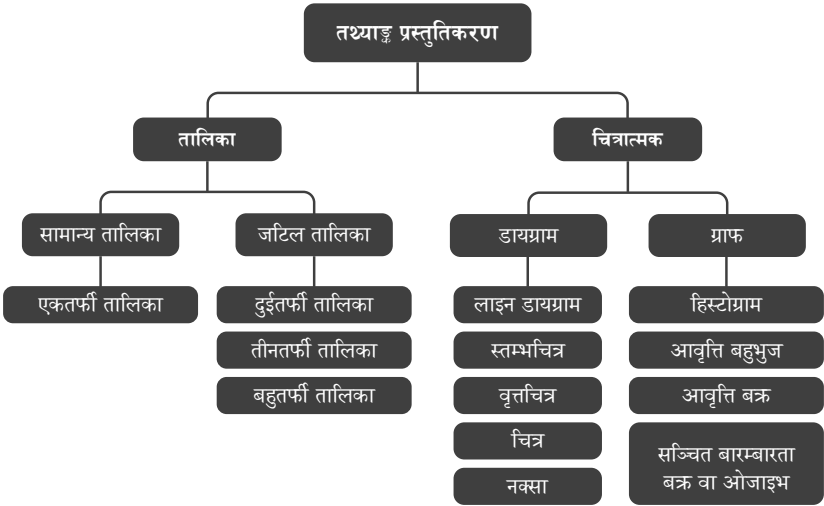 तथ्याङ्क प्रस्तुतिकरण
तालिका
चित्रात्मक
सामान्य तालिका
जटिल तालिका
डायग्राम
ग्राफ
एकतर्फी तालिका
दुईतर्फी तालिका
लाइन डायग्राम
हिस्टोग्राम
तीनतर्फी तालिका
स्तम्भचित्र
आवृत्ति बहुभुज
बहुतर्फी तालिका
वृत्तचित्र
आवृत्ति बक्र
चित्र
सञ्चित बारम्बारता
बक्र वा ओजाइभ
नक्सा